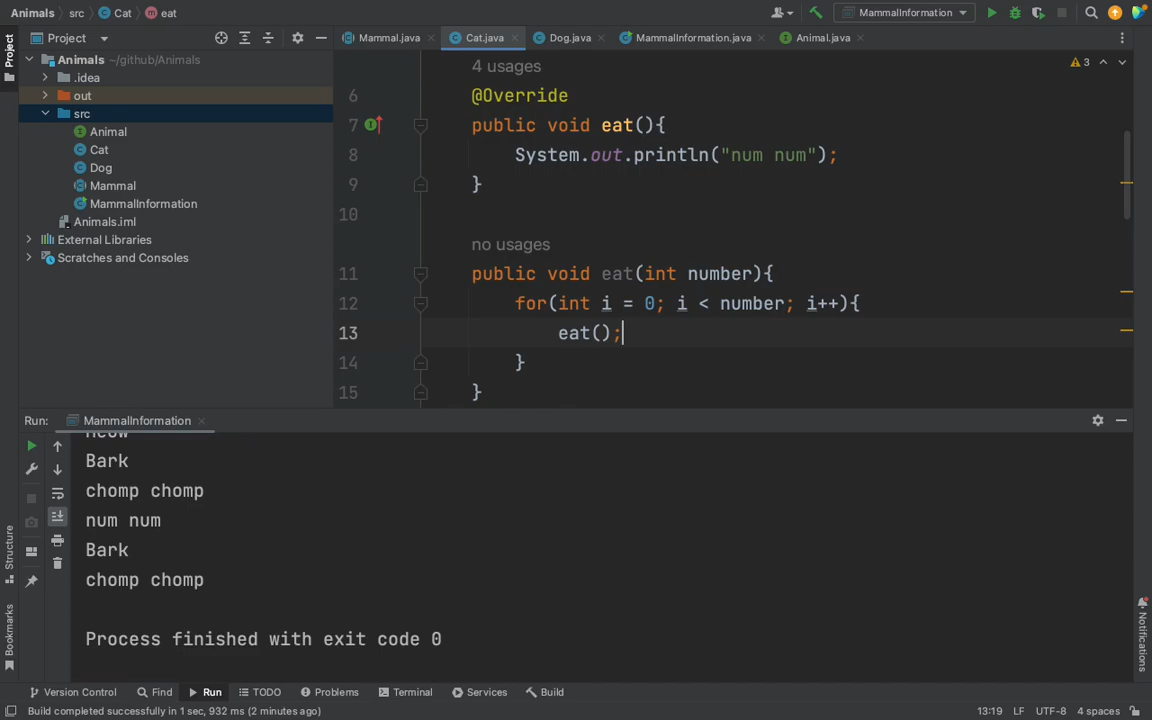 Animals src Cat eat
MammalInformation
Project
Mammal.java Cat.java Dog.java MammalInformation.java Animal.java
Project
Animals ~/github/Animals
.idea
out
src
Animal
Cat
Dog
Mammal
MammalInformation
Animals.iml
External Libraries
Scratches and Consoles
3
4 usages
6 @Override
7 public void eat(){
8 System.out.println("num num");
9 }
10
no usages
11 public void eat(int number){
12 for(int i = 0; i < number; i++){
13 eat();
14 }
15 }
Run: MammalInformation
Meow
Bark
chomp chomp
num num
Bark
chomp chomp
Process finished with exit code 0
Structure
Bookmarks
Notifications
Version Control Find Run TODO Problems Terminal Services Build
Build completed successfully in 1 sec, 932 ms (2 minutes ago) 13:19 LF UTF-8 4 spaces